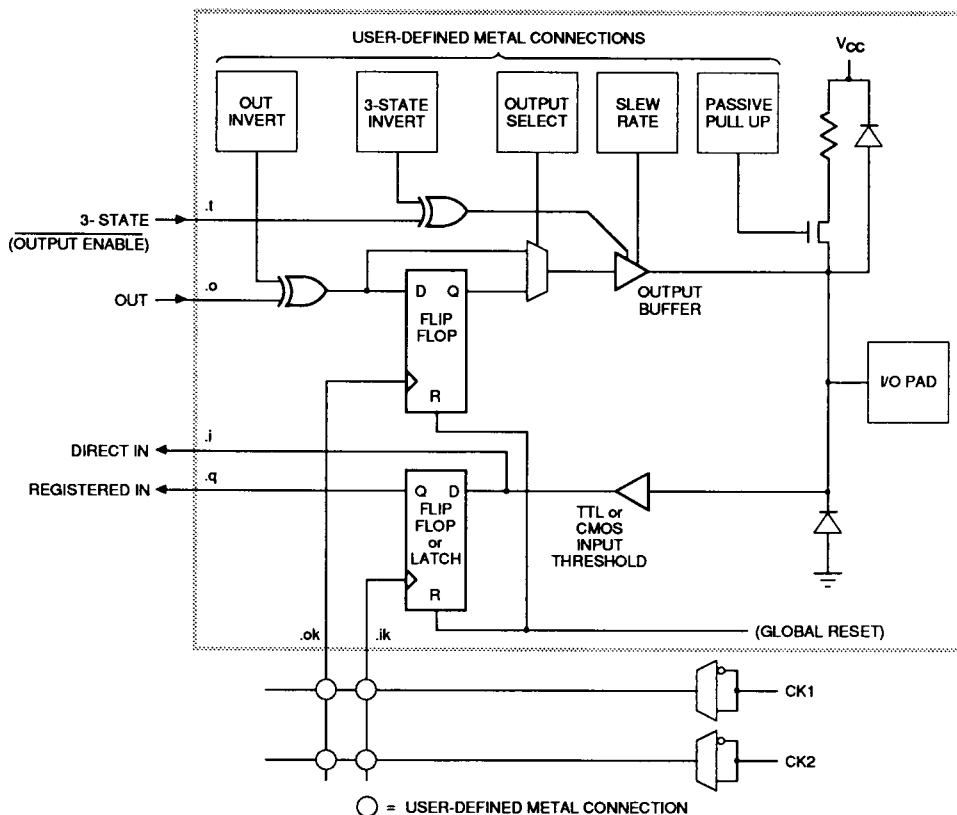 USER-DEFINED METAL CONNECTIONS
VCC
OUT
INVERT
3-STATE
INVERT
OUTPUT
SELECT
SLEW
RATE
PASSIVE
PULL UP
3- STATE
(OUTPUT ENABLE)
.t
OUT
.o
D Q
FLIP
FLOP
R
OUTPUT
BUFFER
I/O PAD
DIRECT IN
.i
REGISTERED IN
.q
Q D
FLIP
FLOP
or
LATCH
R
TTL or
CMOS
INPUT
THRESHOLD
.ok
.ik
(GLOBAL RESET)
CK1
CK2
= USER-DEFINED METAL CONNECTION